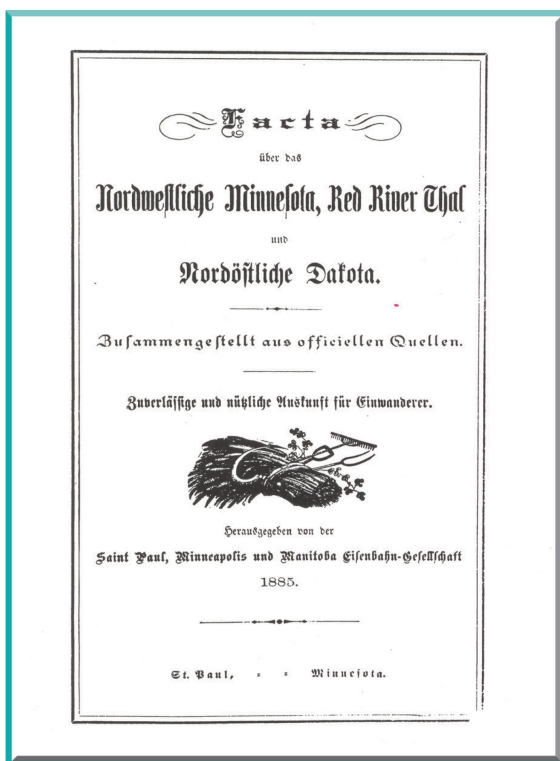 Facta
über das
Nordwestliche Minnesota, Red River Thal
und
Nordöstliche Dakota.
Zusammengestellt aus officiellen Quellen.
Zuverlässige und nützliche Auskunft für Einwanderer.
Herausgegeben von der
Saint Paul, Minneapolis und Manitoba Eisenbahn-Gesellschaft
1885.
St. Paul, - - Minnesota.